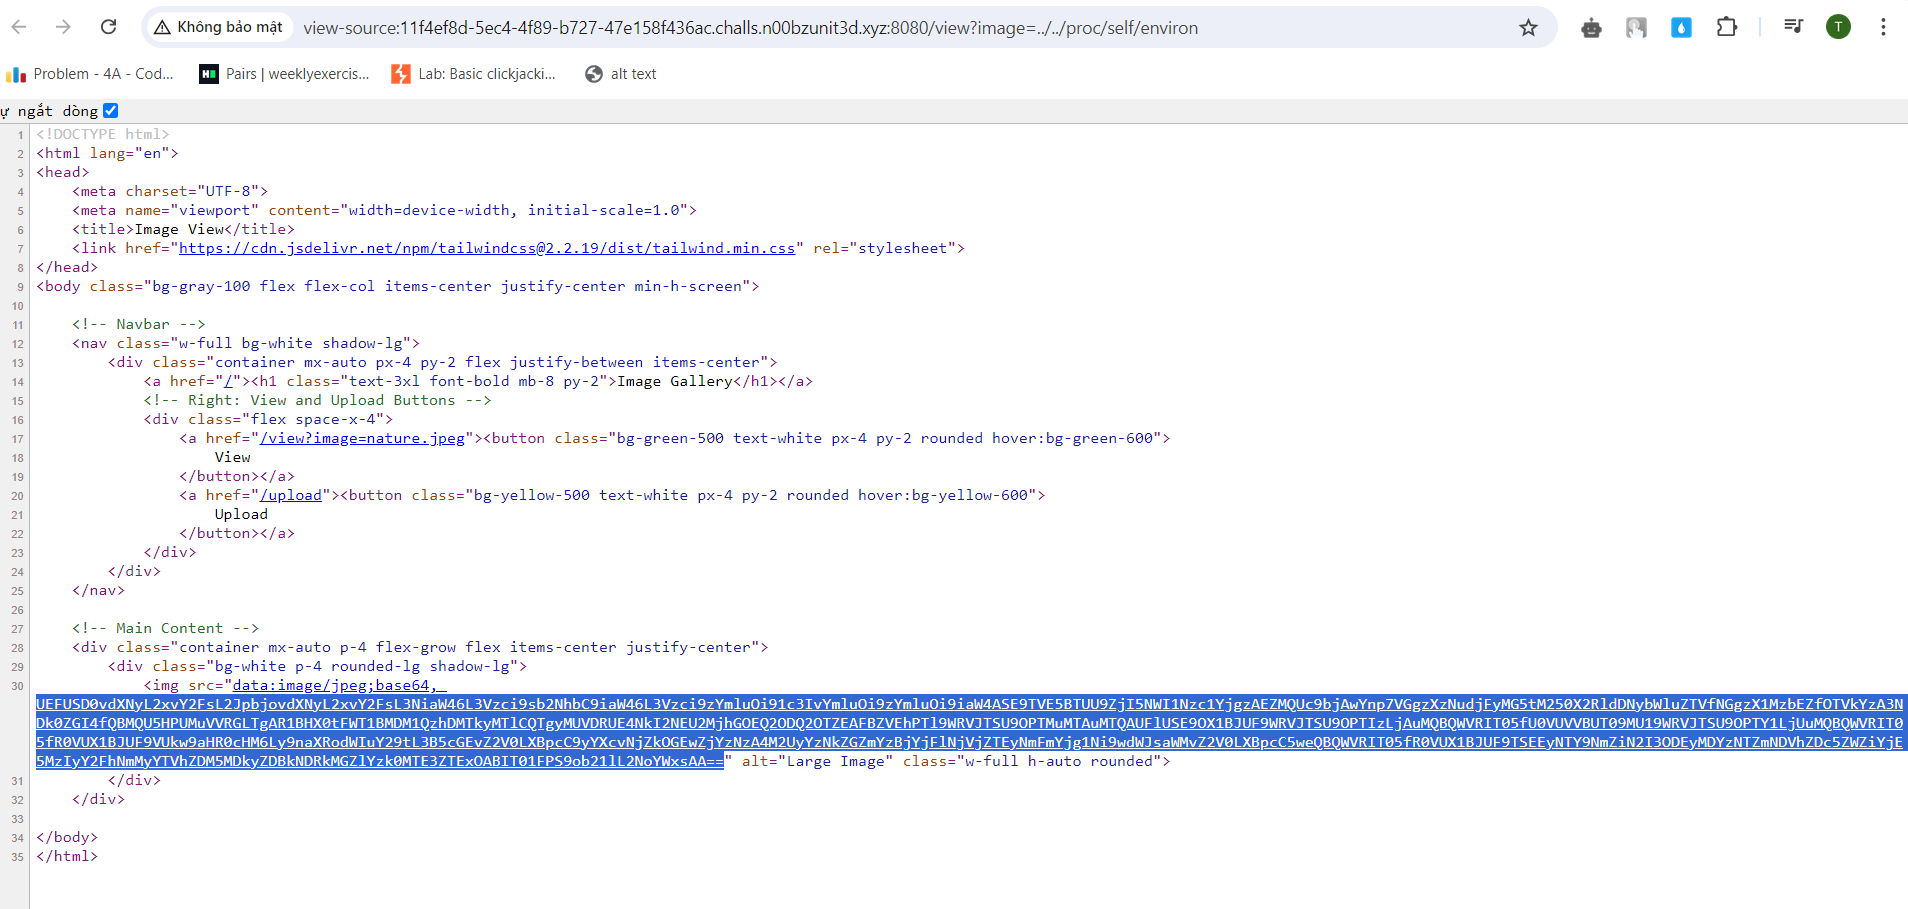 Không bảo mật
view-source:11f4ef8d-5ec4-4f89-b727-47e158f436ac.challs.n00bzunit3d.xyz:8080/view?image=../../proc/self/environ
T
Problem - 4A - Cod...
Pairs | weeklyexercis...
Lab: Basic clickjacki...
alt text
ự ngắt dòng
1 <!DOCTYPE html>
2 <html lang="en">
3 <head>
4 <meta charset="UTF-8">
5 <meta name="viewport" content="width=device-width, initial-scale=1.0">
6 <title>Image View</title>
7 <link href="https://cdn.jsdelivr.net/npm/tailwindcss@2.2.19/dist/tailwind.min.css" rel="stylesheet">
8 </head>
9 <body class="bg-gray-100 flex flex-col items-center justify-center min-h-screen">
10
11 <!-- Navbar -->
12 <nav class="w-full bg-white shadow-lg">
13 <div class="container mx-auto px-4 py-2 flex justify-between items-center">
14 <a href="/"><h1 class="text-3xl font-bold mb-8 py-2">Image Gallery</h1></a>
15 <!-- Right: View and Upload Buttons -->
16 <div class="flex space-x-4">
17 <a href="/view?image=nature.jpeg"><button class="bg-green-500 text-white px-4 py-2 rounded hover:bg-green-600">
18 View
19 </button></a>
20 <a href="/upload"><button class="bg-yellow-500 text-white px-4 py-2 rounded hover:bg-yellow-600">
21 Upload
22 </button></a>
23 </div>
24 </div>
25 </nav>
26
27 <!-- Main Content -->
28 <div class="container mx-auto p-4 flex-grow flex items-center justify-center">
29 <div class="bg-white p-4 rounded-lg shadow-lg">
30 <img src="data:image/jpeg;base64,
" alt="Large Image" class="w-full h-auto rounded">
31 </div>
32 </div>
33
34 </body>
35 </html>